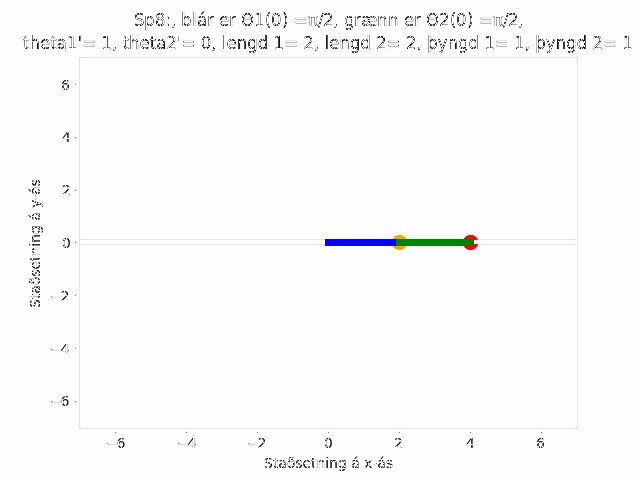 Sp8:, blár er Θ1(0) =π/2, grænn er Θ2(0) =π/2,
theta1'= 1, theta2'= 0, lengd 1= 2, lengd 2= 2, þyngd 1= 1, þyngd 2= 1
6
4
2
0
−2
−4
−6
Staðsetning á y-ás
−6 −4 −2 0 2 4 6
Staðsetning á x-ás